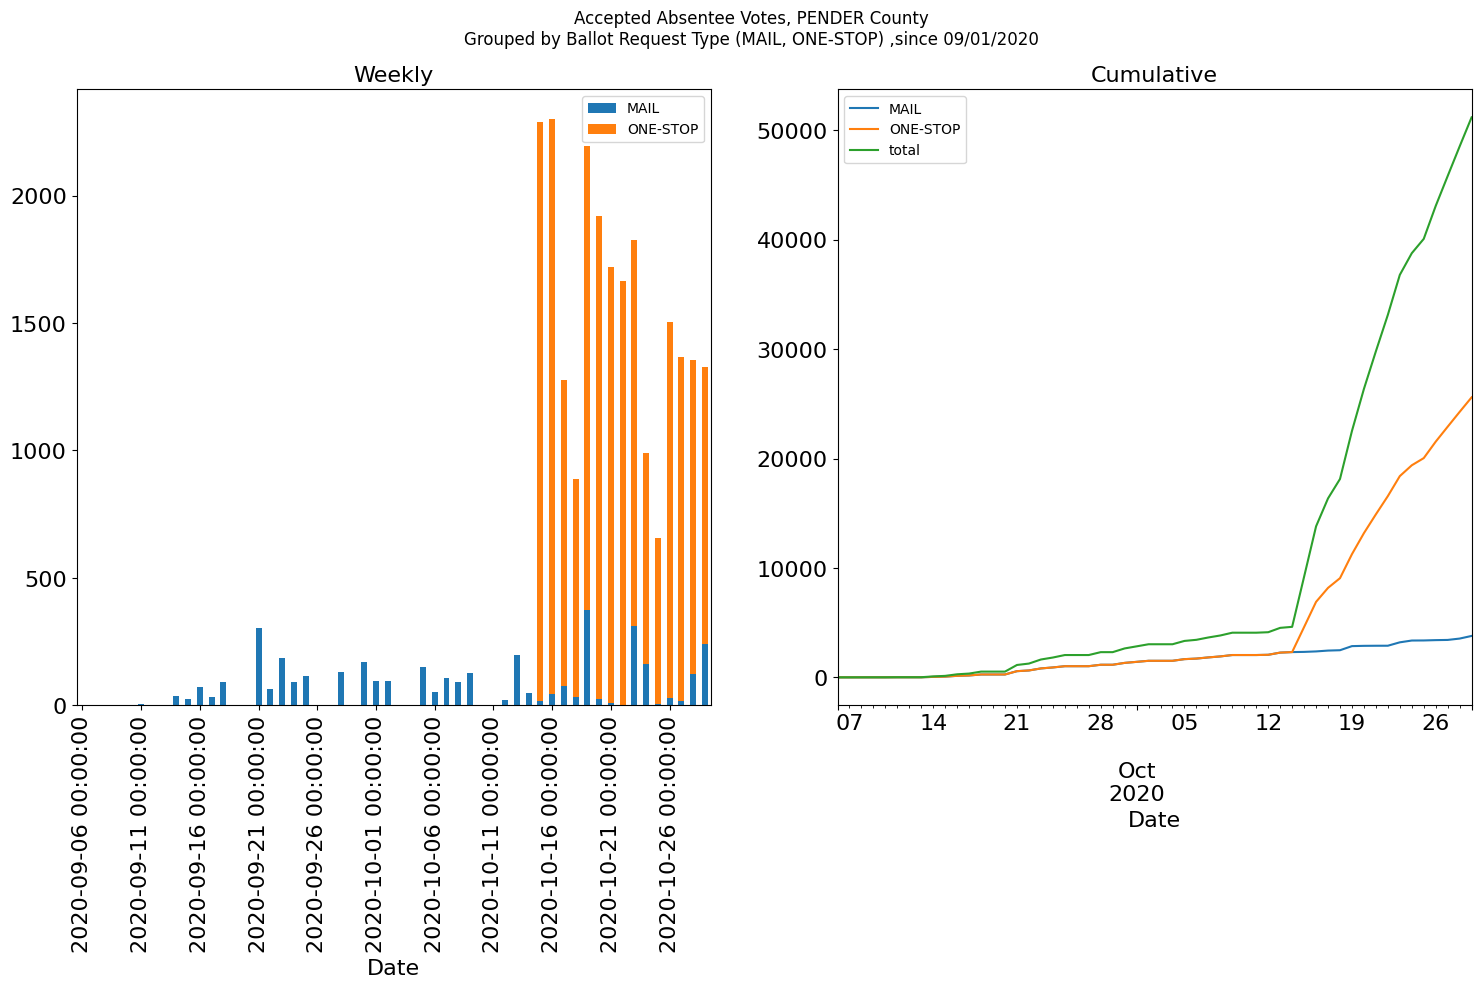 Accepted Absentee Votes, PENDER County
Grouped by Ballot Request Type (MAIL, ONE-STOP) ,since 09/01/2020
Weekly
MAIL
ONE-STOP
2000
1500
1000
500
0
2020-09-06 00:00:00
2020-09-11 00:00:00
2020-09-16 00:00:00
2020-09-21 00:00:00
2020-09-26 00:00:00
2020-10-01 00:00:00
2020-10-06 00:00:00
2020-10-11 00:00:00
2020-10-16 00:00:00
2020-10-21 00:00:00
2020-10-26 00:00:00
Date
Cumulative
MAIL
ONE-STOP
total
50000
40000
30000
20000
10000
0
07 14 21 28 05 12 19 26
Oct
2020
Date